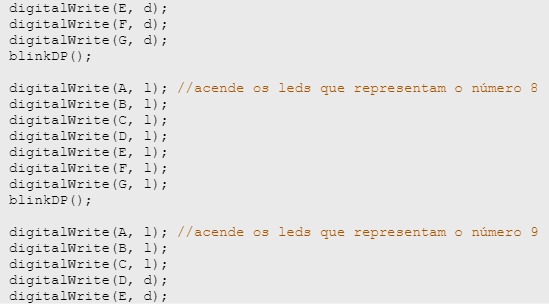 digitalWrite(E, d);
digitalWrite(F, d);
digitalWrite(G, d);
blinkDP();
digitalWrite(A, l); //acende os leds que representam o número 8
digitalWrite(B, l);
digitalWrite(C, l);
digitalWrite(D, l);
digitalWrite(E, l);
digitalWrite(F, l);
digitalWrite(G, l);
blinkDP();
digitalWrite(A, l); //acende os leds que representam o número 9
digitalWrite(B, l);
digitalWrite(C, l);
digitalWrite(D, d);
digitalWrite(E, d);